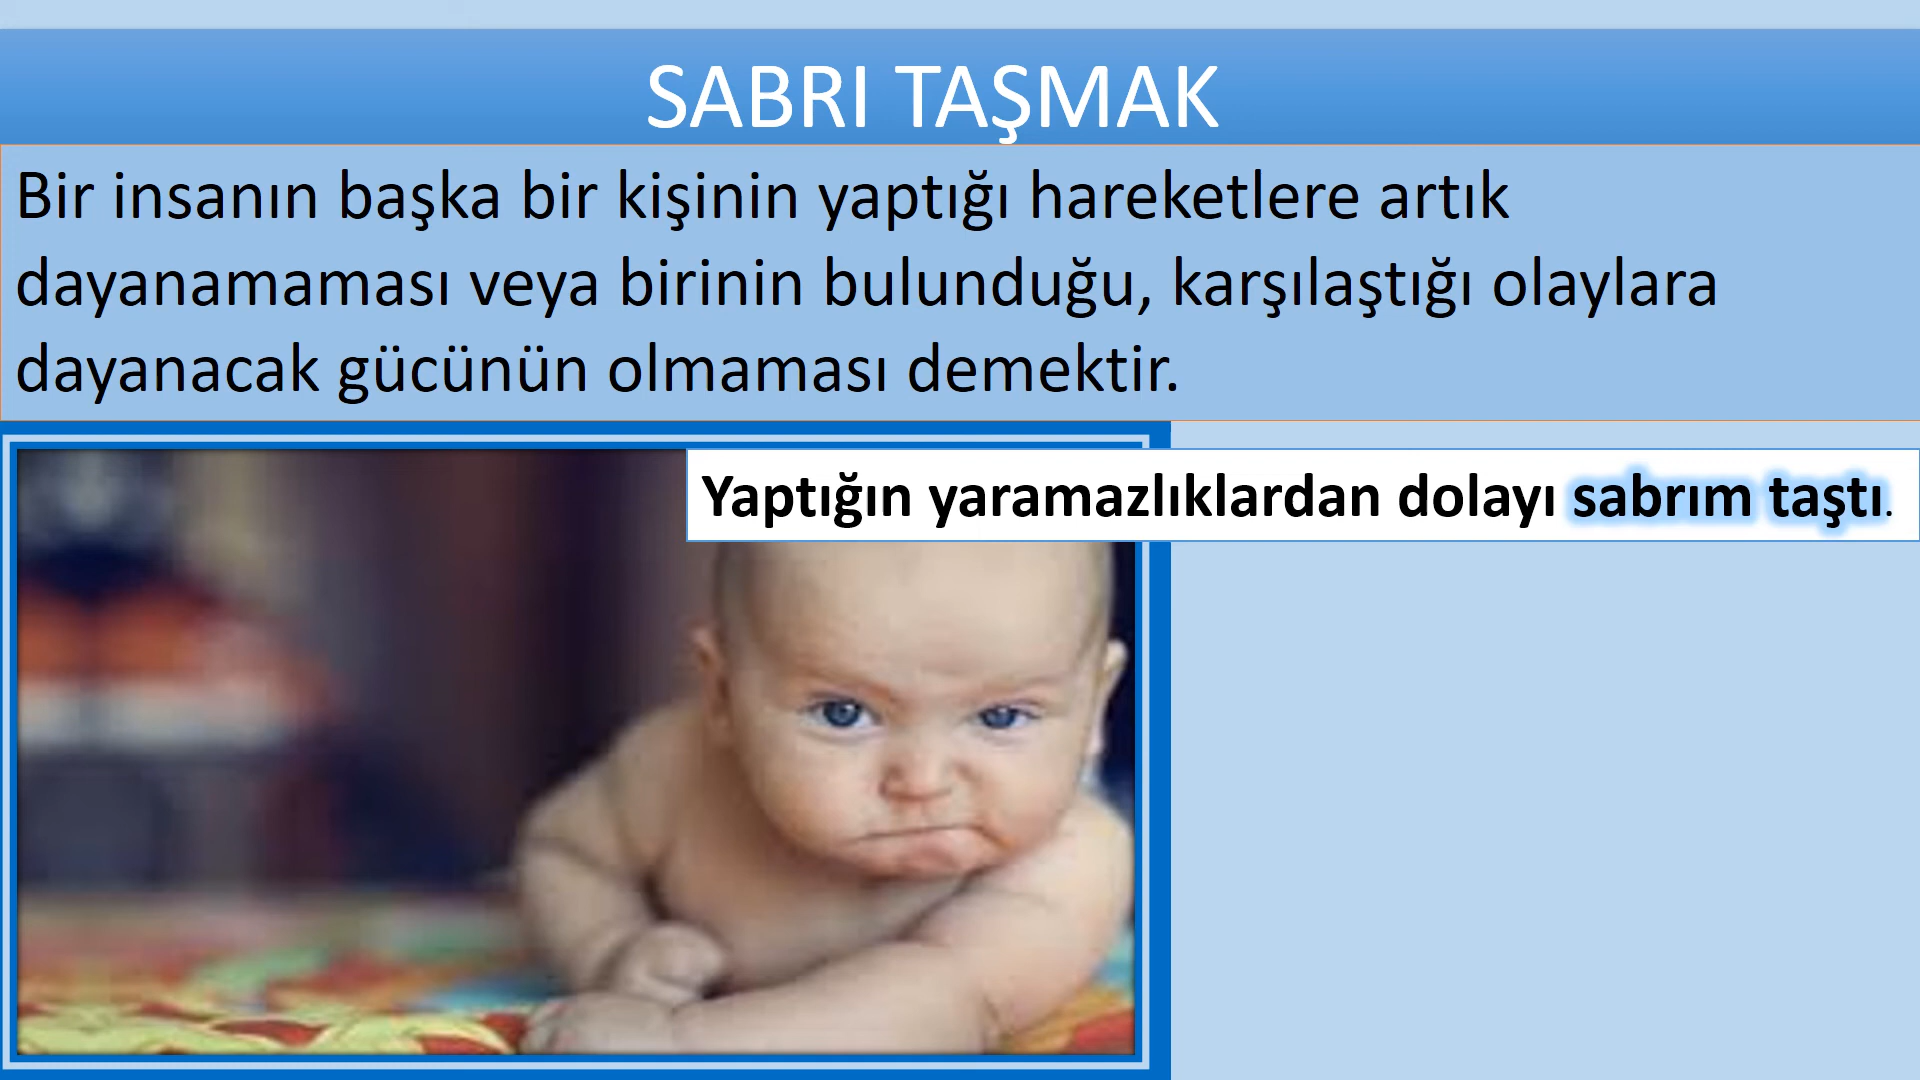 SABRI TAŞMAK
Bir insanın başka bir kişinin yaptığı hareketlere artık
dayanamaması veya birinin bulunduğu, karşılaştığı olaylara
dayanacak gücünün olmaması demektir.
Yaptığın yaramazlıklardan dolayı sabrım taştı.